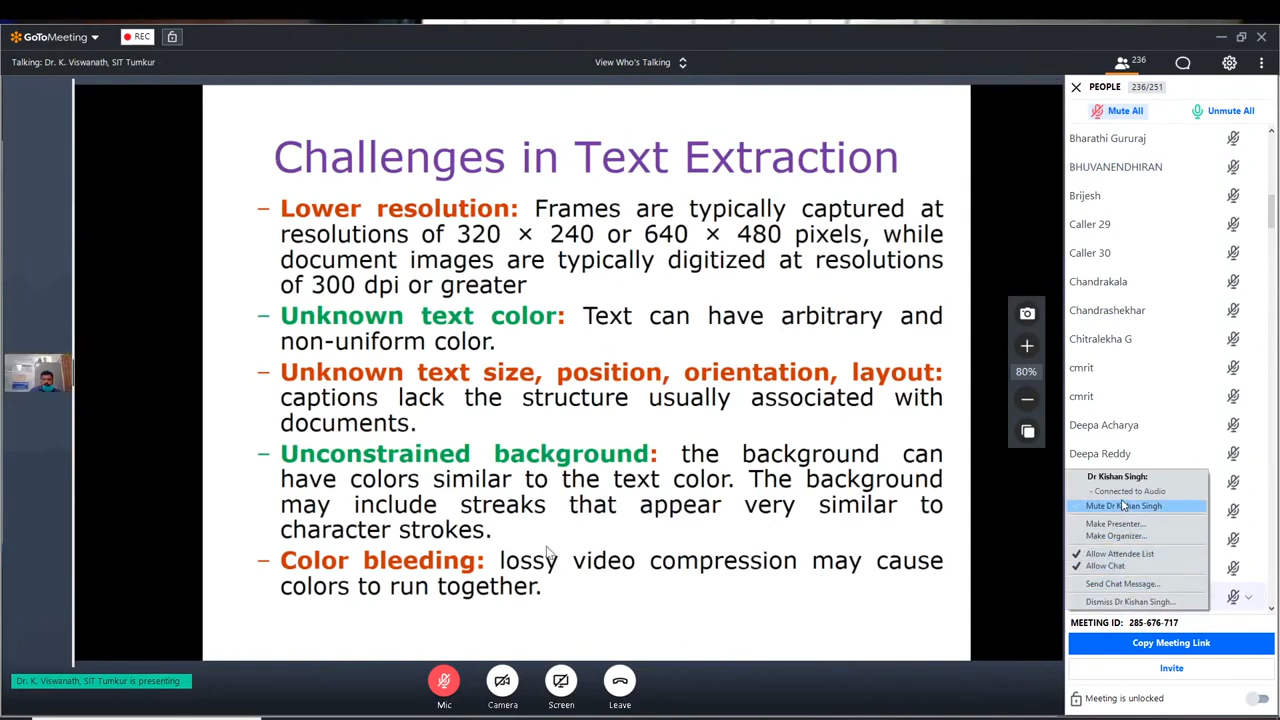 GoToMeeting
REC
Talking: Dr. K. Viswanath, SIT Tumkur
View Who's Talking
236
Challenges in Text Extraction
– Lower resolution: Frames are typically captured at
resolutions of 320 × 240 or 640 × 480 pixels, while
document images are typically digitized at resolutions
of 300 dpi or greater
– Unknown text color: Text can have arbitrary and
non-uniform color.
– Unknown text size, position, orientation, layout:
captions lack the structure usually associated with
documents.
– Unconstrained background: the background can
have colors similar to the text color. The background
may include streaks that appear very similar to
character strokes.
– Color bleeding: lossy video compression may cause
colors to run together.
80%
Dr. K. Viswanath, SIT Tumkur is presenting
Mic
Camera
Screen
Leave
PEOPLE
236/251
Mute All
Unmute All
Bharathi Gururaj
BHUVANENDHIRAN
Brijesh
Caller 29
Caller 30
Chandrakala
Chandrashekhar
Chitralekha G
cmrit
cmrit
Deepa Acharya
Deepa Reddy
Dr Kishan Singh:
- Connected to Audio
Mute Dr Kishan Singh
Make Presenter...
Make Organizer...
Allow Attendee List
Allow Chat
Send Chat Message...
Dismiss Dr Kishan Singh...
MEETING ID: 285-676-717
Copy Meeting Link
Invite
Meeting is unlocked